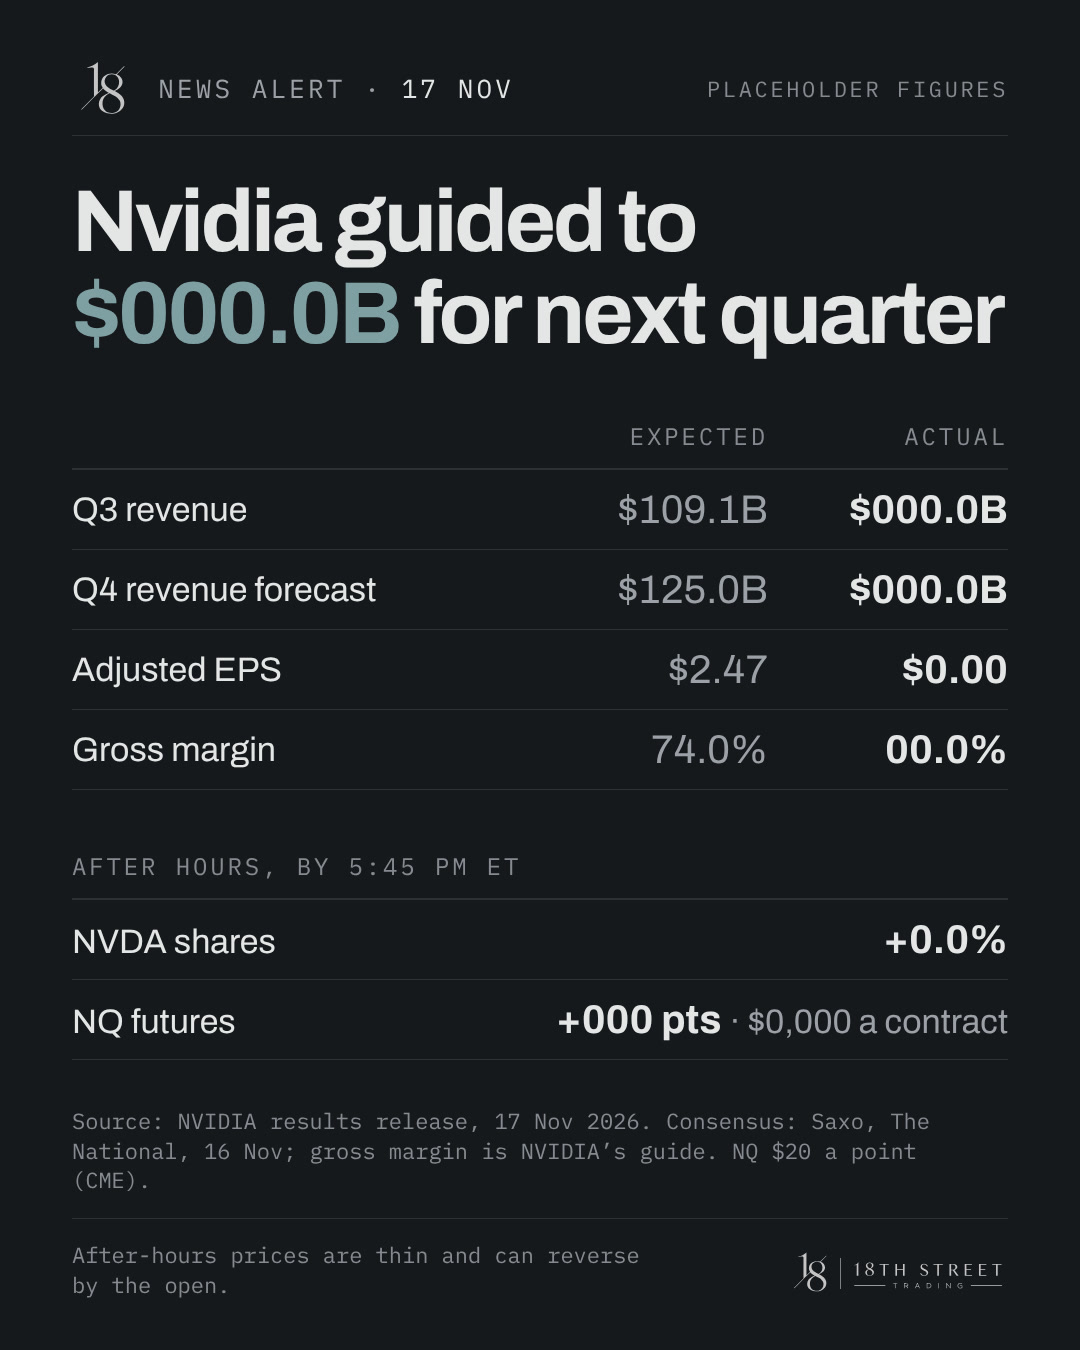 18 NEWS ALERT · 17 NOV PLACEHOLDER FIGURES
Nvidia guided to
$000.0B for next quarter
EXPECTED ACTUAL
Q3 revenue $109.1B $000.0B
Q4 revenue forecast $125.0B $000.0B
Adjusted EPS $2.47 $0.00
Gross margin 74.0% 00.0%
AFTER HOURS, BY 5:45 PM ET
NVDA shares +0.0%
NQ futures +000 pts · $0,000 a contract
Source: NVIDIA results release, 17 Nov 2026. Consensus: Saxo, The
National, 16 Nov; gross margin is NVIDIA’s guide. NQ $20 a point
(CME).
After-hours prices are thin and can reverse
by the open.
18 18TH STREET
TRADING